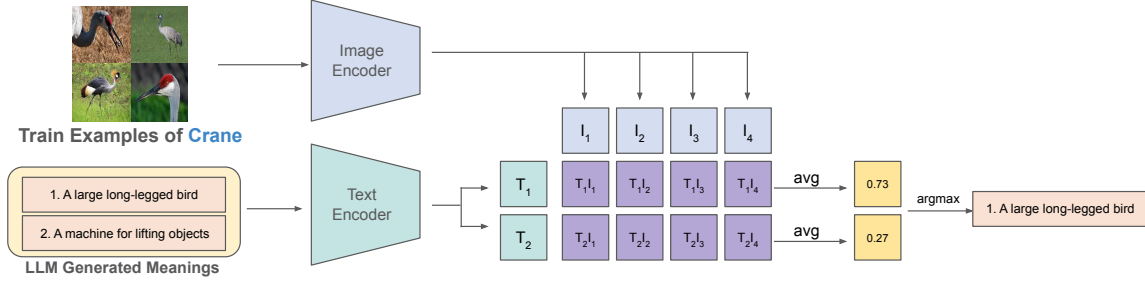 Train Examples of Crane
Image
Encoder
I₁ I₂ I₃ I₄
1. A large long-legged bird
2. A machine for lifting objects
LLM Generated Meanings
Text
Encoder
T₁
T₂
T₁I₁ T₁I₂ T₁I₃ T₁I₄
T₂I₁ T₂I₂ T₂I₃ T₂I₄
avg
avg
0.73
0.27
argmax
1. A large long-legged bird